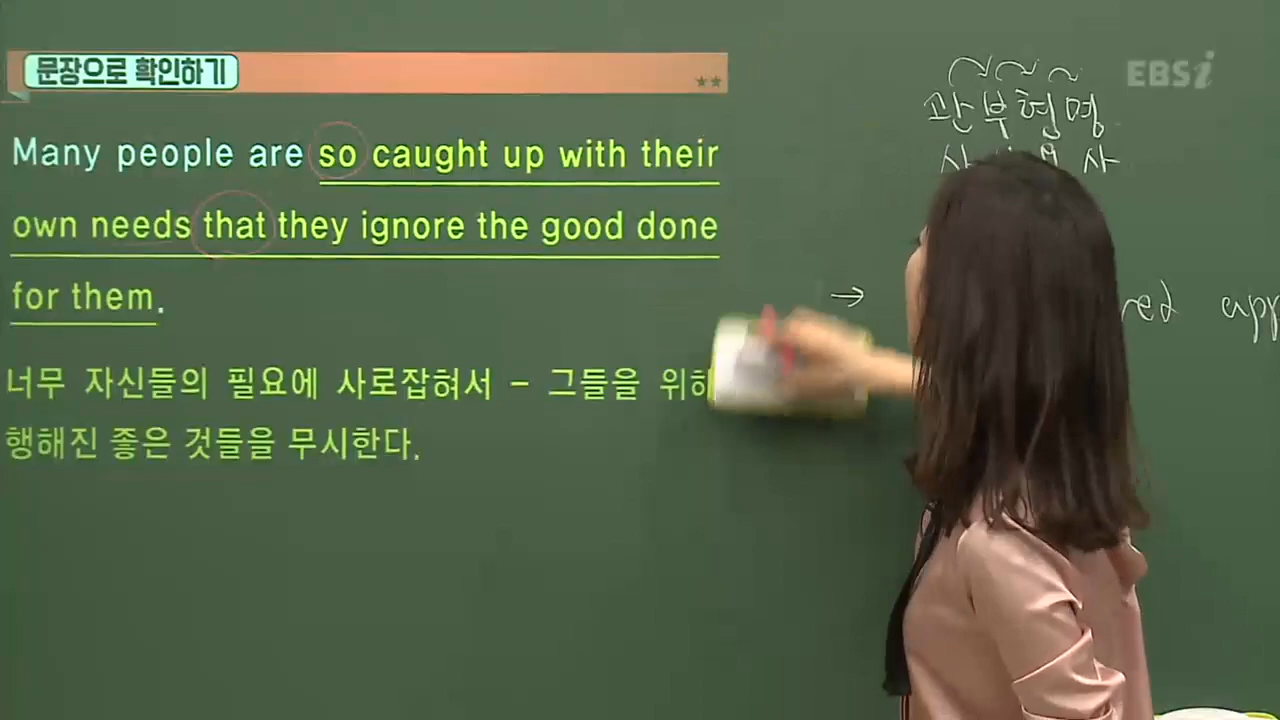 문장으로 확인하기
★★
EBSi
Many people are so caught up with their
own needs that they ignore the good done
for them.
너무 자신들의 필요에 사로잡혀서 – 그들을 위해
행해진 좋은 것들을 무시한다.
관부형명
사
→